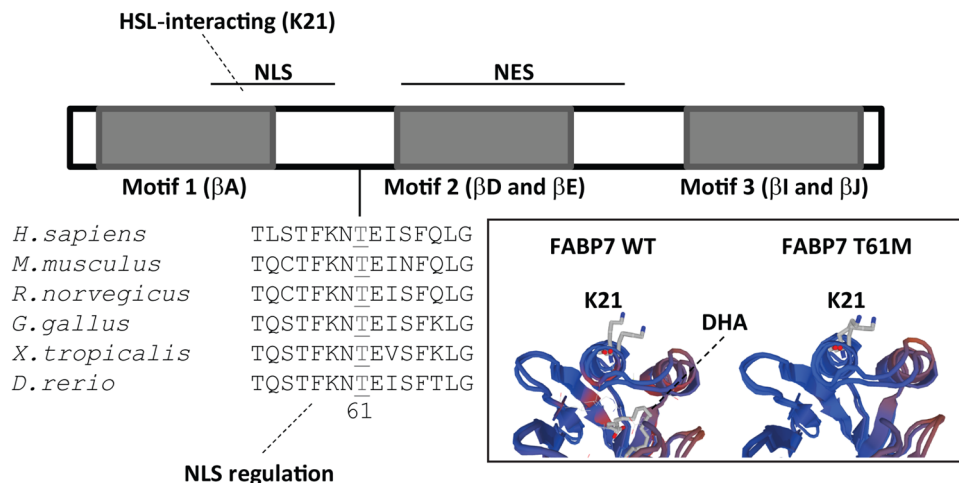 HSL-interacting (K21)
NLS
NES
Motif 1 (βA)
Motif 2 (βD and βE)
Motif 3 (βI and βJ)
H.sapiens TLSTFKNTEISFQLG
M.musculus TQCTFKNTEINFQLG
R.norvegicus TQCTFKNTEISFQLG
G.gallus TQSTFKNTEISFKLG
X.tropicalis TQSTFKNTEVSFKLG
D.rerio TQSTFKNTEISFTLG
61
NLS regulation
FABP7 WT
FABP7 T61M
K21
K21
DHA